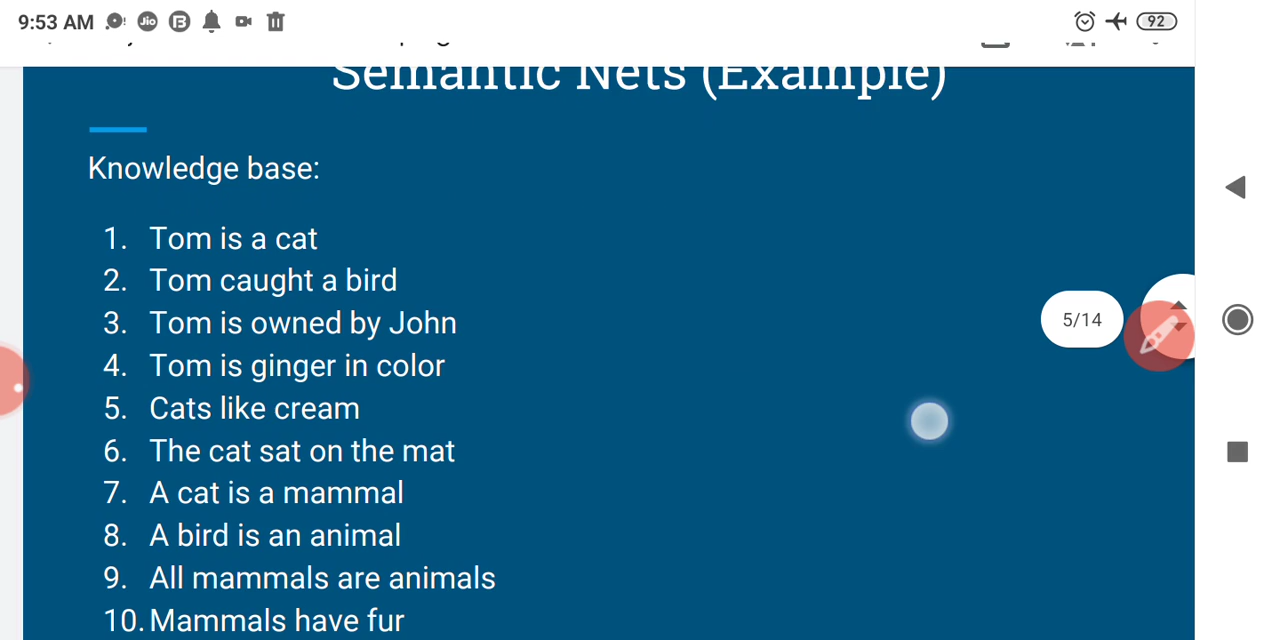 9:53 AM
Jio
92
Semantic Nets (Example)
Knowledge base:
1. Tom is a cat
2. Tom caught a bird
3. Tom is owned by John
4. Tom is ginger in color
5. Cats like cream
6. The cat sat on the mat
7. A cat is a mammal
8. A bird is an animal
9. All mammals are animals
10. Mammals have fur
5/14